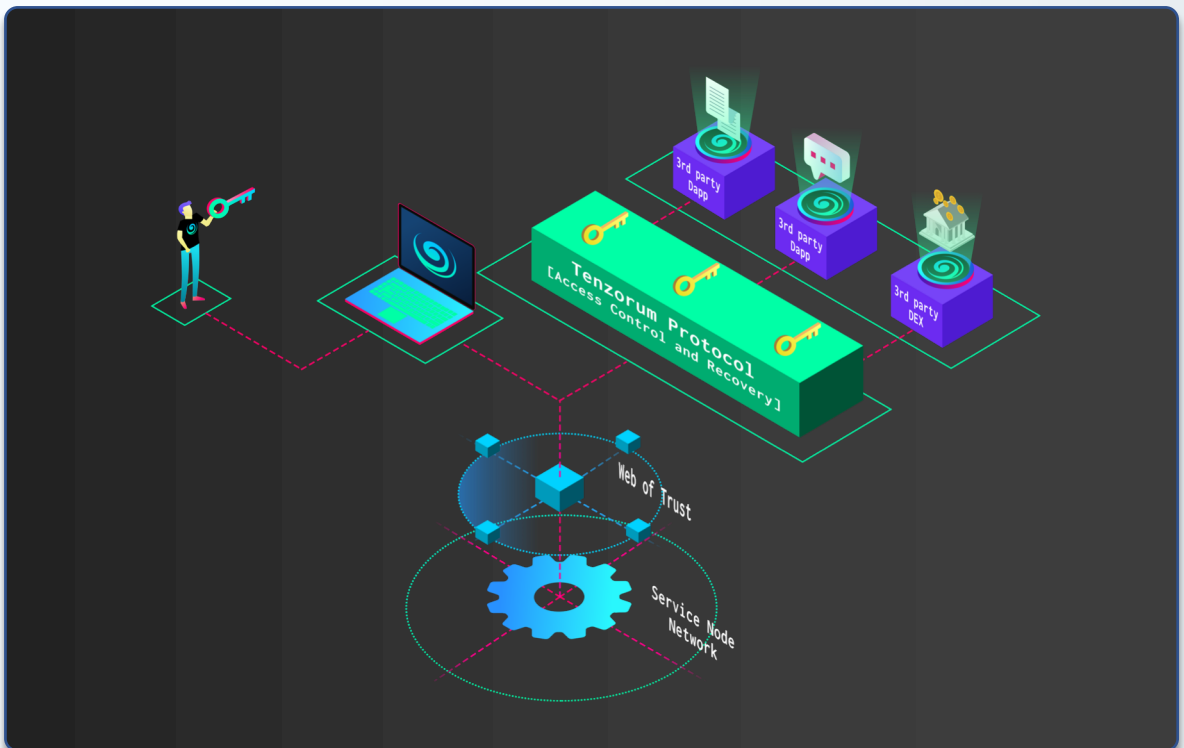 3rd party
Dapp
3rd party
Dapp
3rd party
DEX
Tenzorum Protocol
[Access Control and Recovery]
Web of Trust
Service Node
Network